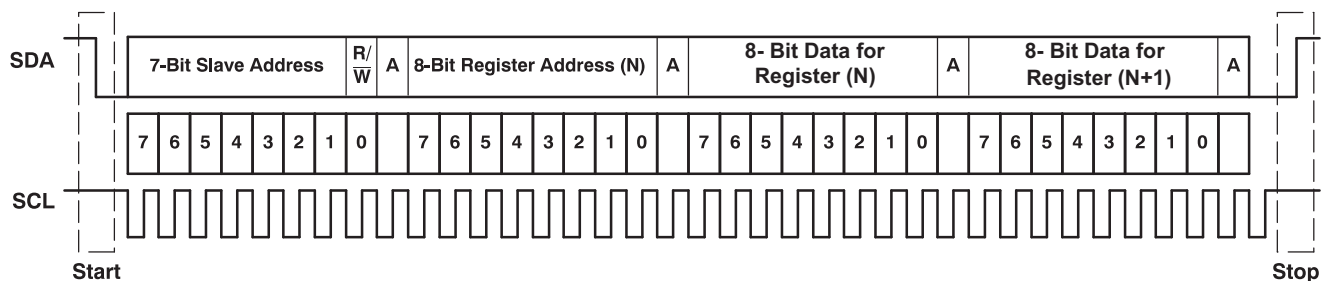 SDA
7-Bit Slave Address
R/
W
A
8-Bit Register Address (N)
A
8- Bit Data for
Register (N)
A
8- Bit Data for
Register (N+1)
A
7 6 5 4 3 2 1 0 7 6 5 4 3 2 1 0 7 6 5 4 3 2 1 0 7 6 5 4 3 2 1 0
SCL
Start
Stop